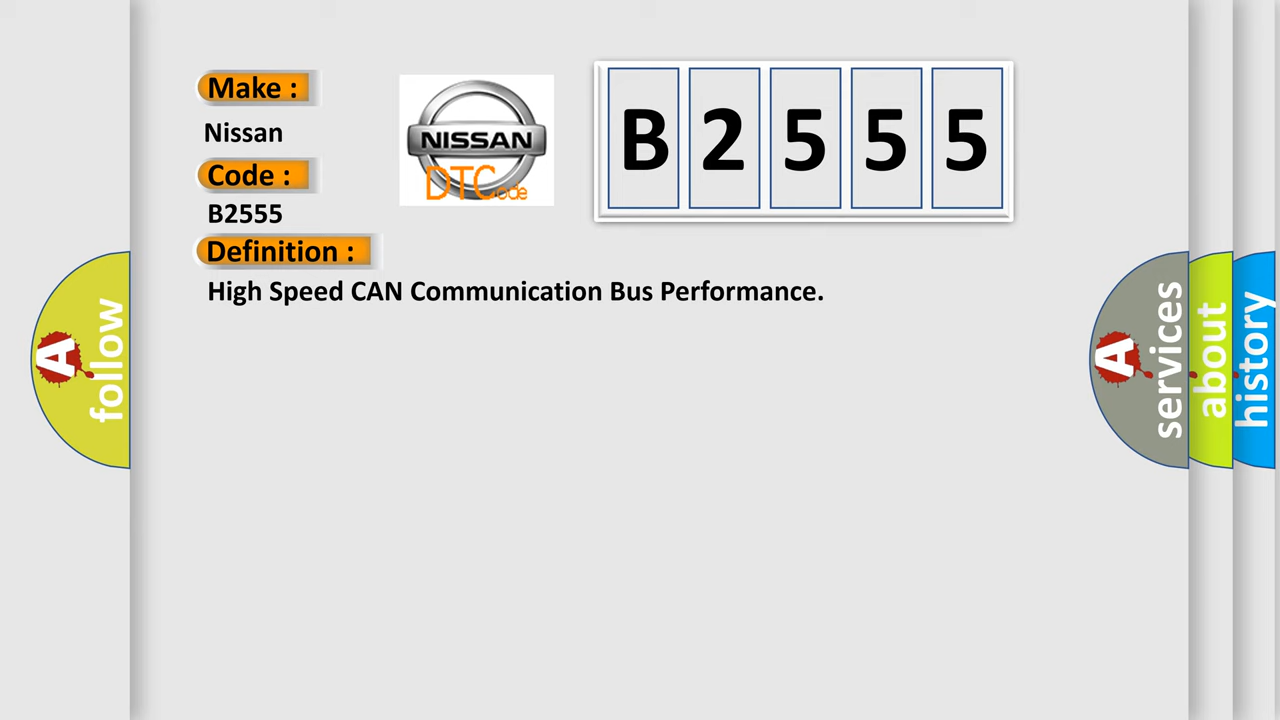 Make :
Nissan
Code :
B2555
Definition :
High Speed CAN Communication Bus Performance.
NISSAN
DTCcode
B 2 5 5 5
A follow
A services
about
history